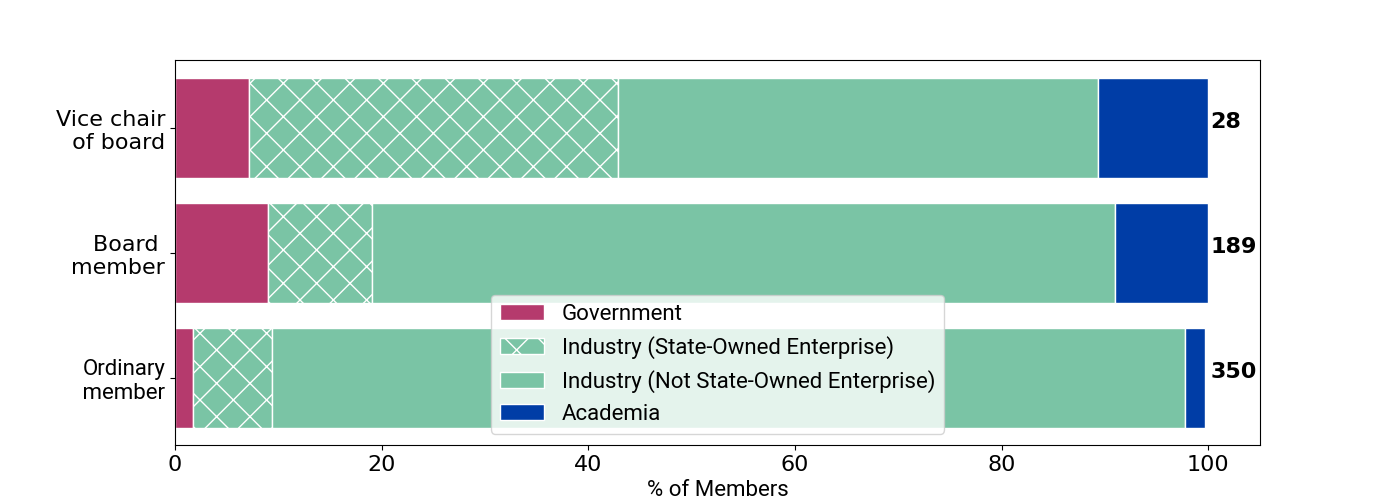 Vice chair
of board
28
Board
member
189
Ordinary
member
350
Government
Industry (State-Owned Enterprise)
Industry (Not State-Owned Enterprise)
Academia
0 20 40 60 80 100
% of Members